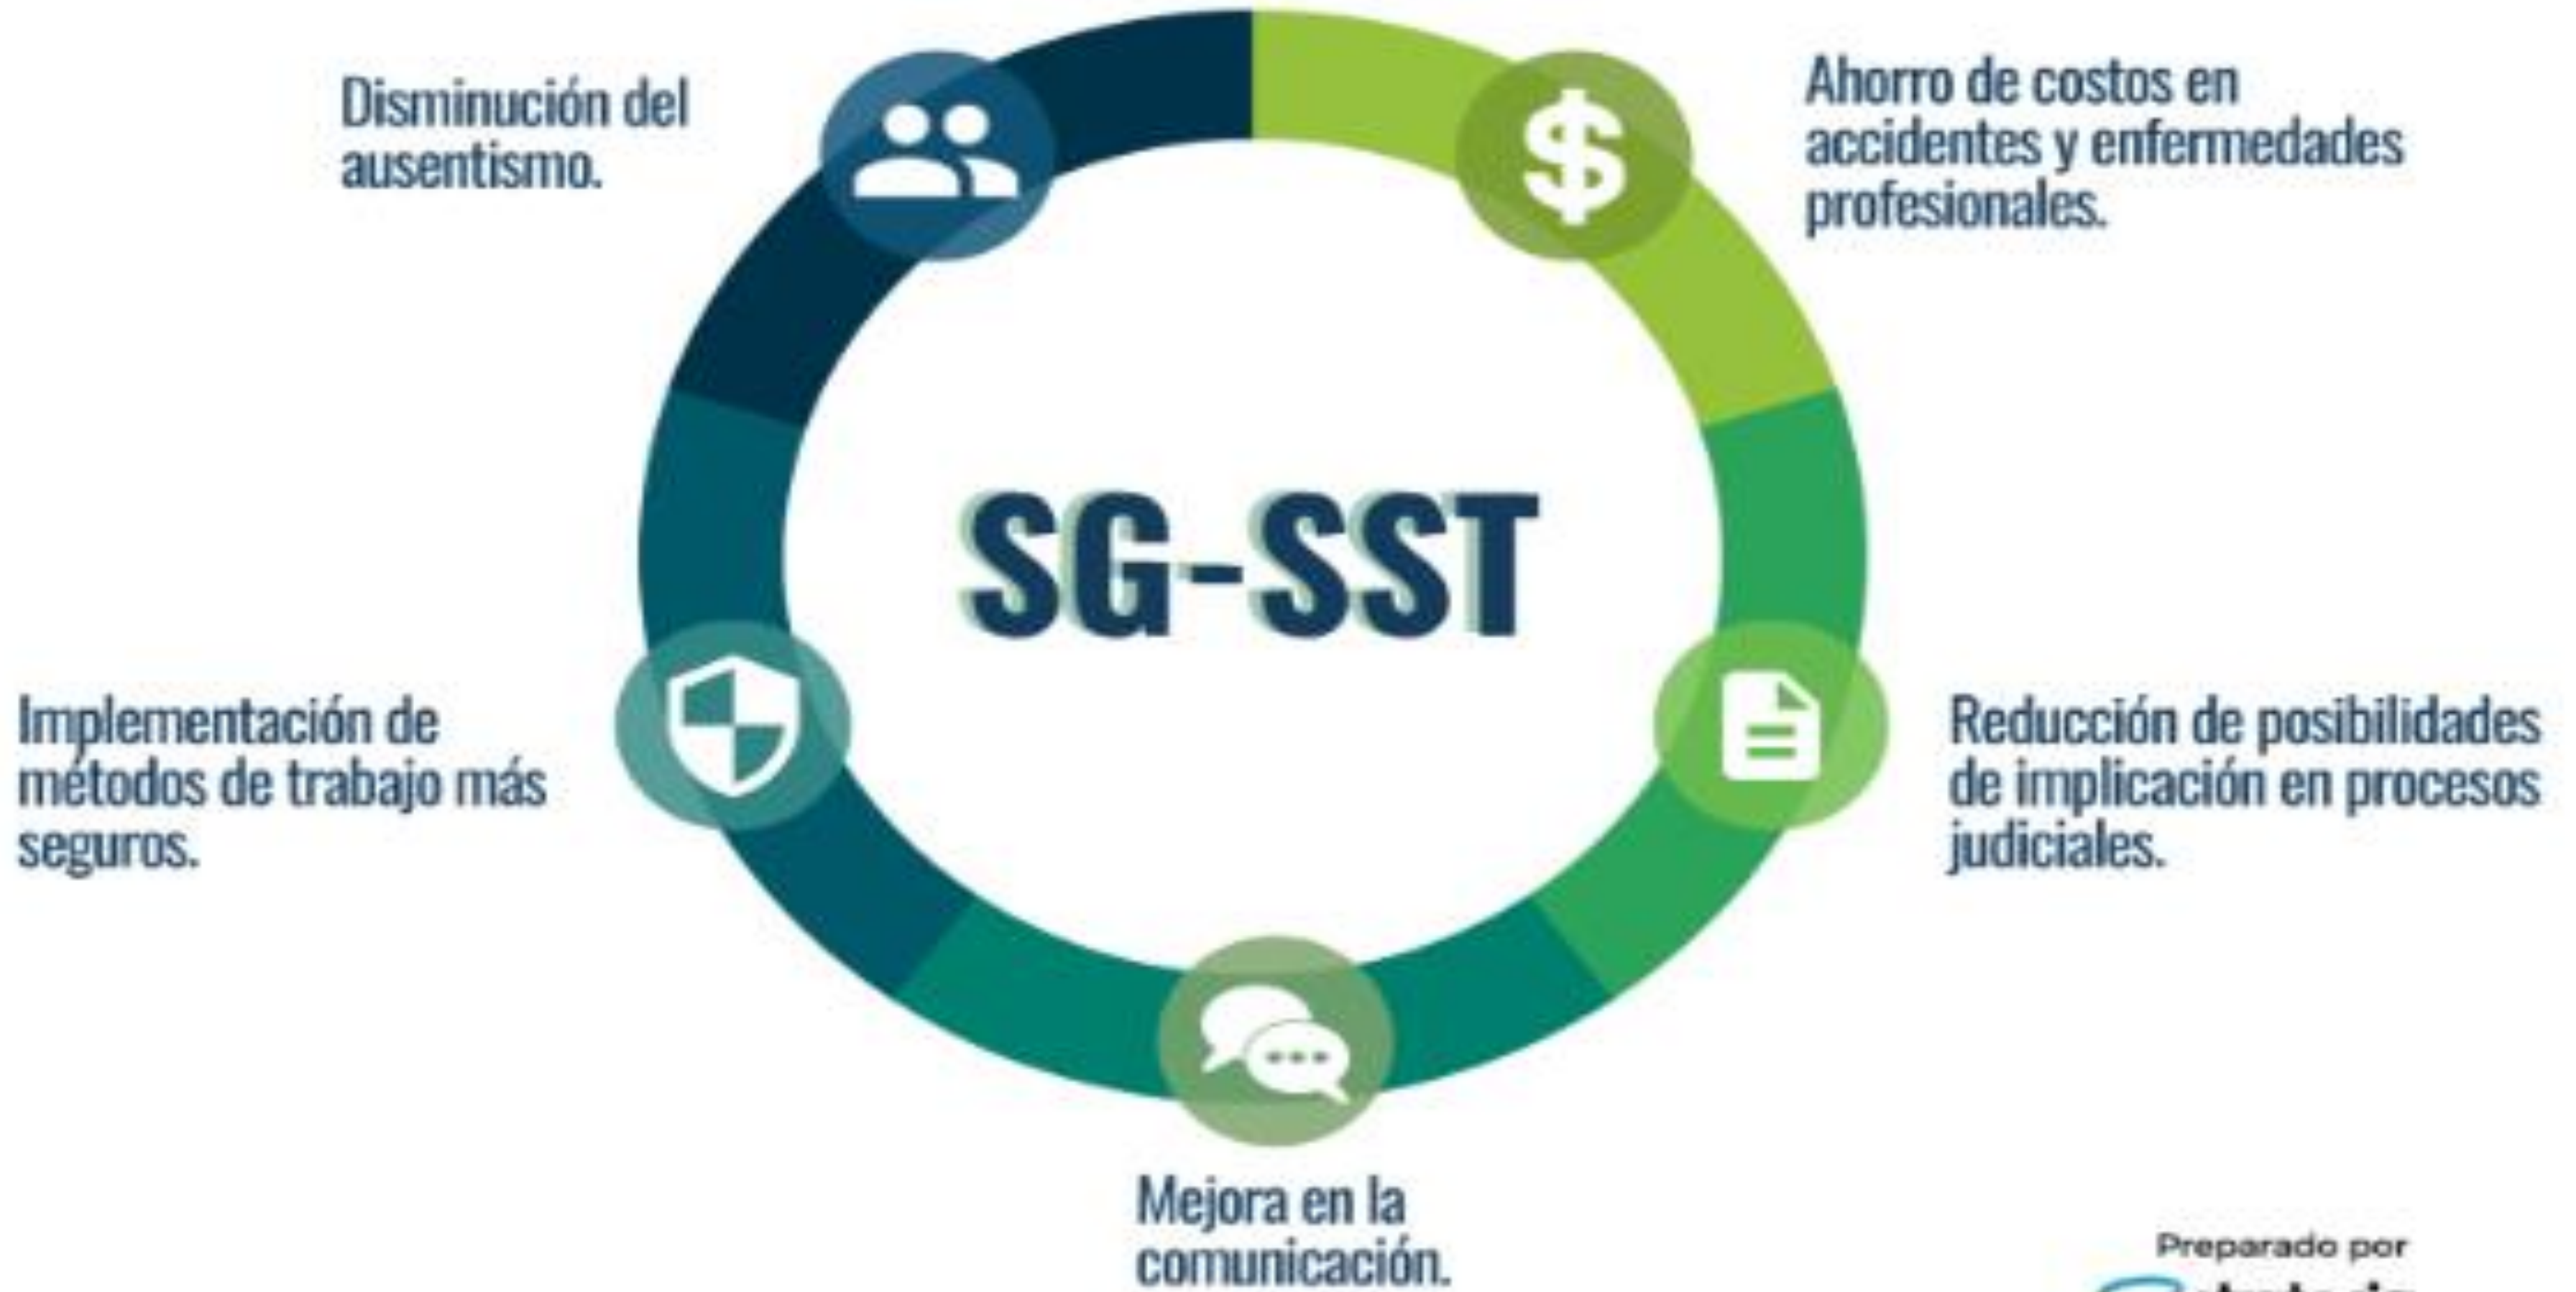 Disminución del
ausentismo.
Ahorro de costos en
accidentes y enfermedades
profesionales.
SG-SST
Implementación de
métodos de trabajo más
seguros.
Reducción de posibilidades
de implicación en procesos
judiciales.
Mejora en la
comunicación.
Preparado por